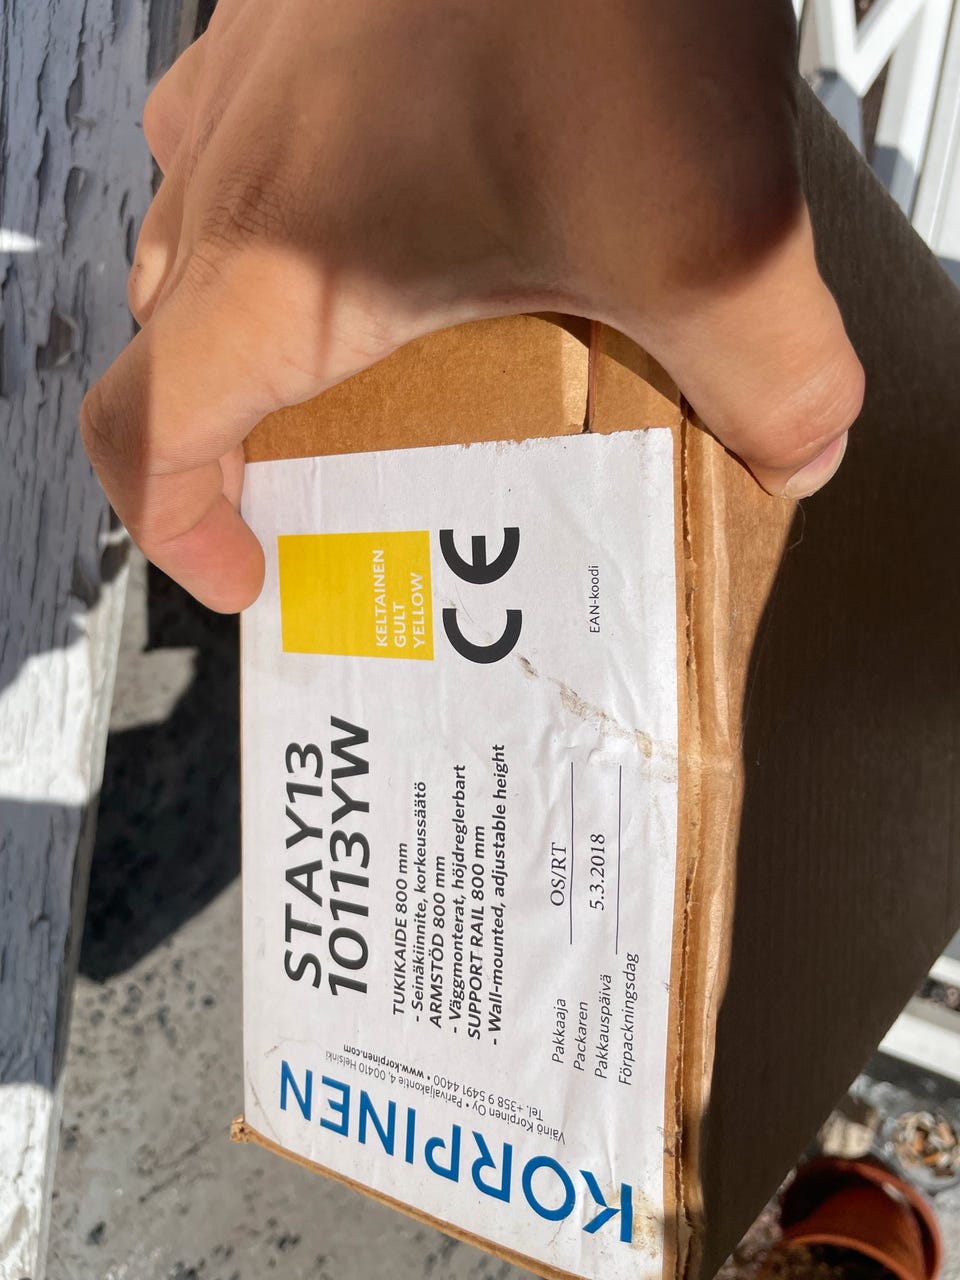 KORPINEN
Väinö Korpinen Oy • Parivaljakontie 4, 00410 Helsinki
Tel. +358 9 5491 4400 • www.korpinen.com
STAY13
10113YW
KELTAINEN
GULT
YELLOW
TUKIKAIDE 800 mm
- Seinäkiinnite, korkeussäätö
ARMSTÖD 800 mm
- Väggmonterat, höjdreglerbart
SUPPORT RAIL 800 mm
- Wall-mounted, adjustable height
CE
Pakkaaja OS/RT
Packaren
Pakkauspäivä 5.3.2018
Förpackningsdag
EAN-koodi